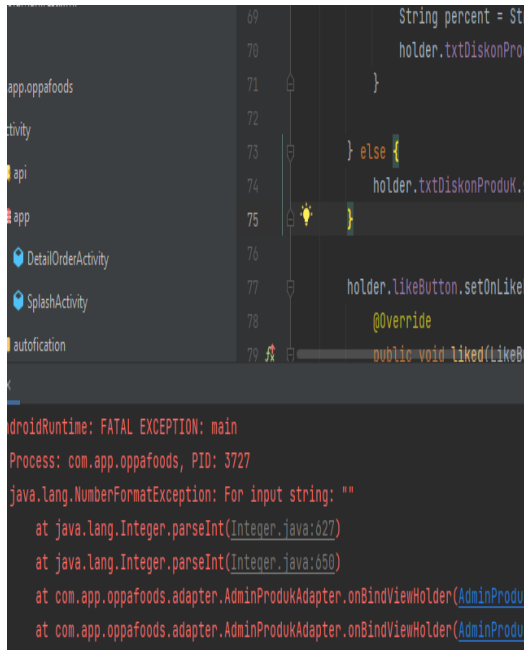 69 String percent = St
70 holder.txtDiskonPro
app.oppafoods 71 }
72
ctivity 73 } else {
api 74 holder.txtDiskonProduK.
app 75 }
76
DetailOrderActivity
77 holder.likeButton.setOnLike
SplashActivity
78 @Override
autofication 79 public void liked(LikeB
ndroidRuntime: FATAL EXCEPTION: main
Process: com.app.oppafoods, PID: 3727
java.lang.NumberFormatException: For input string: ""
at java.lang.Integer.parseInt(Integer.java:627)
at java.lang.Integer.parseInt(Integer.java:650)
at com.app.oppafoods.adapter.AdminProdukAdapter.onBindViewHolder(AdminProdu
at com.app.oppafoods.adapter.AdminProdukAdapter.onBindViewHolder(AdminProdu